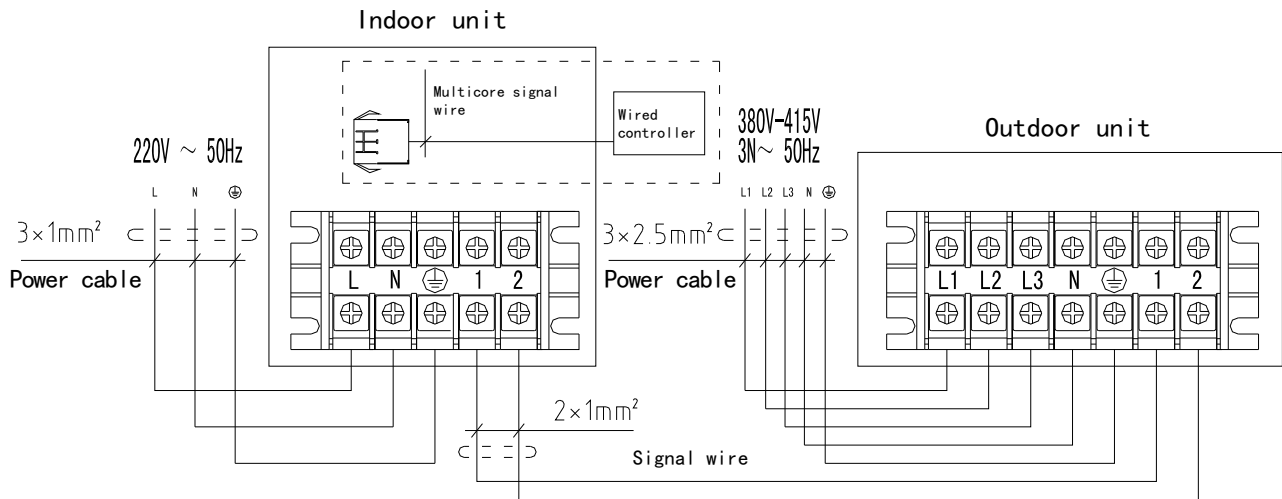 Indoor unit
Multicore signal
wire
Wired
controller
380V-415V
3N~ 50Hz
Outdoor unit
220V ~ 50Hz
L N
L1 L2 L3 N
3×1mm²
Power cable
3×2.5mm²
Power cable
L N 1 2
L1 L2 L3 N 1 2
2×1mm²
Signal wire